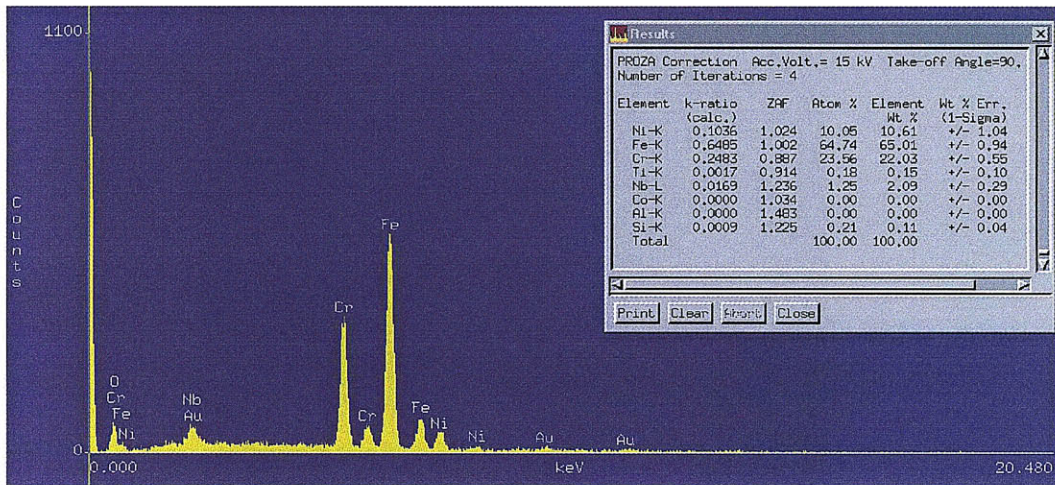 1100
Counts
0
0.000
keV
20.480
O
Cr
Fe
Ni
Nb
Au
Cr
Cr
Fe
Fe
Ni
Ni
Au
Au
Results
PROZA Correction Acc.Volt.= 15 kV Take-off Angle=90.
Number of Iterations = 4
Element k-ratio ZAF Atom % Element Wt % Err.
(calc.) Wt % (1-Sigma)
Ni-K 0.1036 1.024 10.05 10.61 +/- 1.04
Fe-K 0.6485 1.002 64.74 65.01 +/- 0.94
Cr-K 0.2483 0.887 23.56 22.03 +/- 0.55
Ti-K 0.0017 0.914 0.18 0.15 +/- 0.10
Nb-L 0.0169 1.236 1.25 2.09 +/- 0.29
Co-K 0.0000 1.034 0.00 0.00 +/- 0.00
Al-K 0.0000 1.483 0.00 0.00 +/- 0.00
Si-K 0.0009 1.225 0.21 0.11 +/- 0.04
Total 100.00 100.00
Print Clear Abort Close